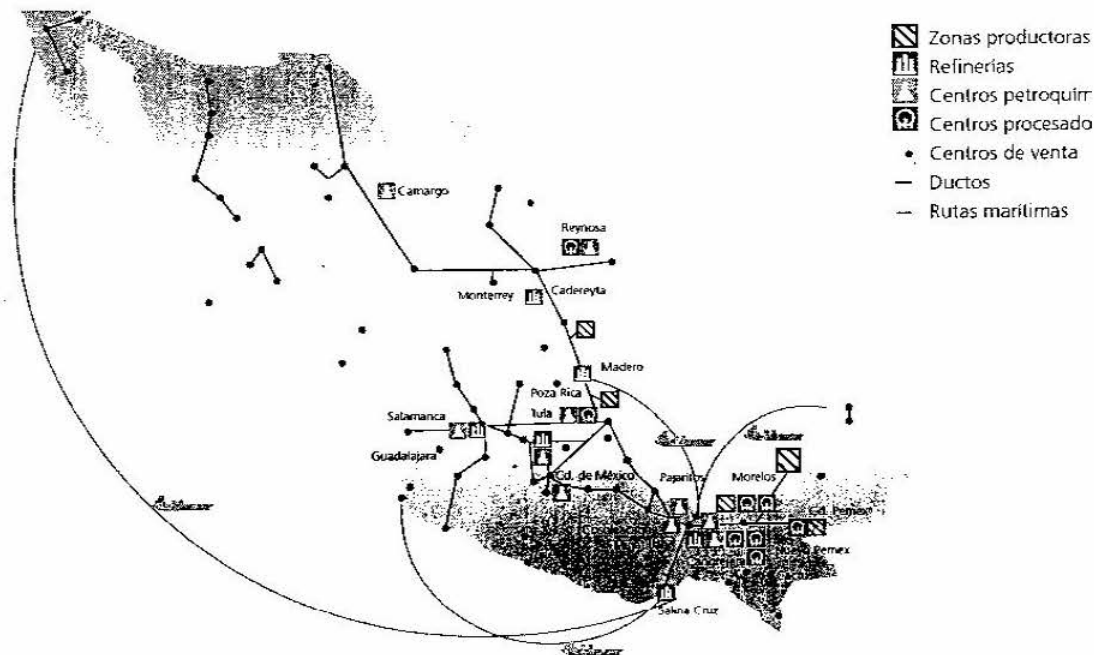 Zonas productoras
Refinerías
Centros petroquím
Centros procesado
Centros de venta
Ductos
Rutas marítimas
Camargo
Reynosa
Monterrey
Cadereyta
Madero
Poza Rica
Tula
Salamanca
Guadalajara
Cd. de México
Pajaritos
Morelos
Cd. Pemex
Pemex
Salina Cruz